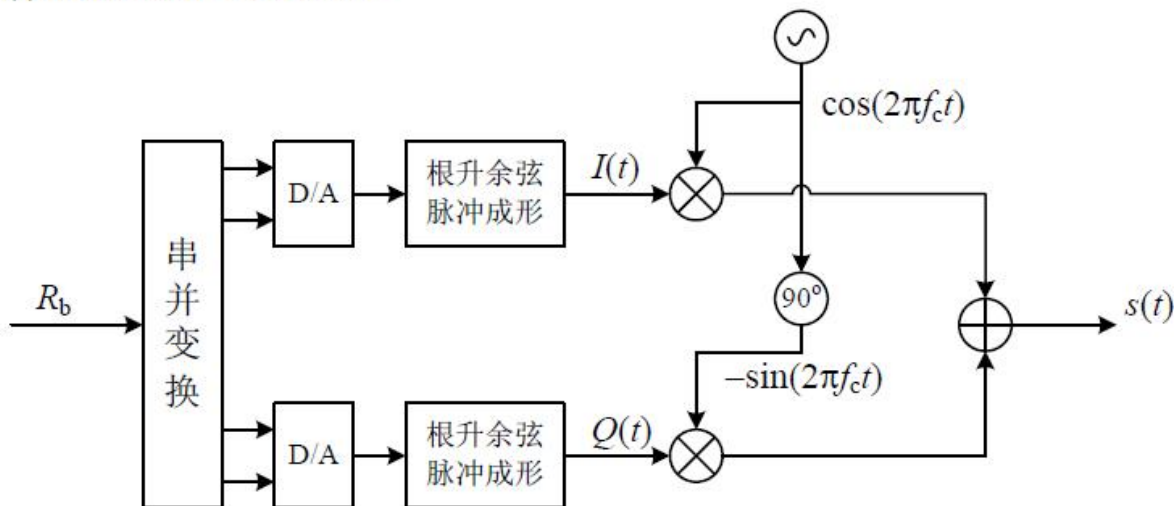 cos(2πf_ct)
串并变换
R_b
D/A
根升余弦
脉冲成形
I(t)
90°
s(t)
–sin(2πf_ct)
D/A
根升余弦
脉冲成形
Q(t)